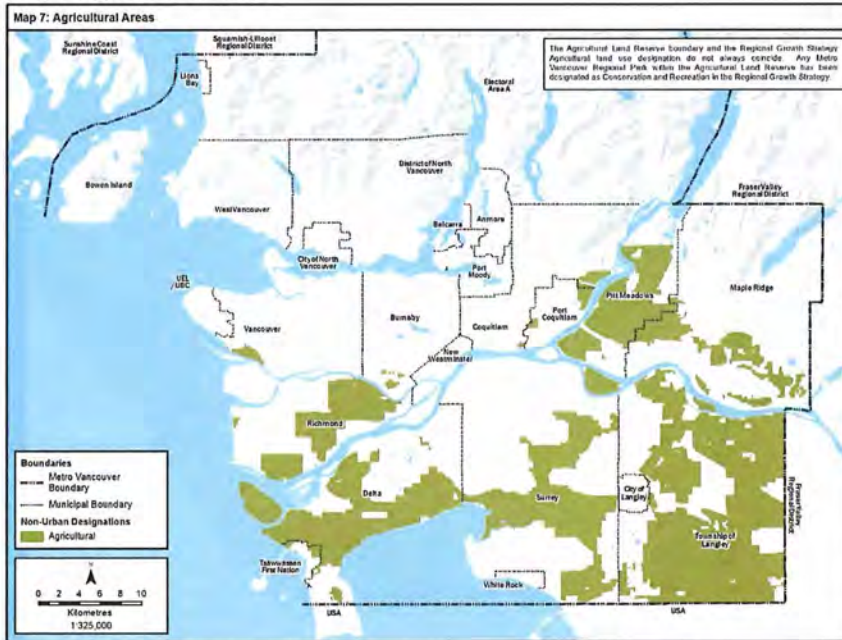 Map 7: Agricultural Areas
Sunshine Coast
Regional District
Squamish-Lillooet
Regional District
The Agricultural Land Reserve boundary and the Regional Growth Strategy
Agricultural land use designation do not always coincide. Any Metro
Vancouver Regional Park within the Agricultural Land Reserve has been
designated as Conservation and Recreation in the Regional Growth Strategy.
Lions
Bay
Electoral
Area A
Bowen Island
District of North
Vancouver
West Vancouver
Fraser Valley
Regional District
Belcarra
Anmore
City of North
Vancouver
Port
Moody
UEL
/UBC
Pitt Meadows
Maple Ridge
Vancouver
Burnaby
Coquitlam
Port
Coquitlam
New
Westminster
Richmond
Boundaries
Metro Vancouver
Boundary
Municipal Boundary
Non-Urban Designations
Agricultural
Delta
Surrey
City of
Langley
Fraser Valley
Regional District
Township of
Langley
Tsawwassen
First Nation
White Rock
N
0 2 4 6 8 10
Kilometres
1:325,000
USA
USA